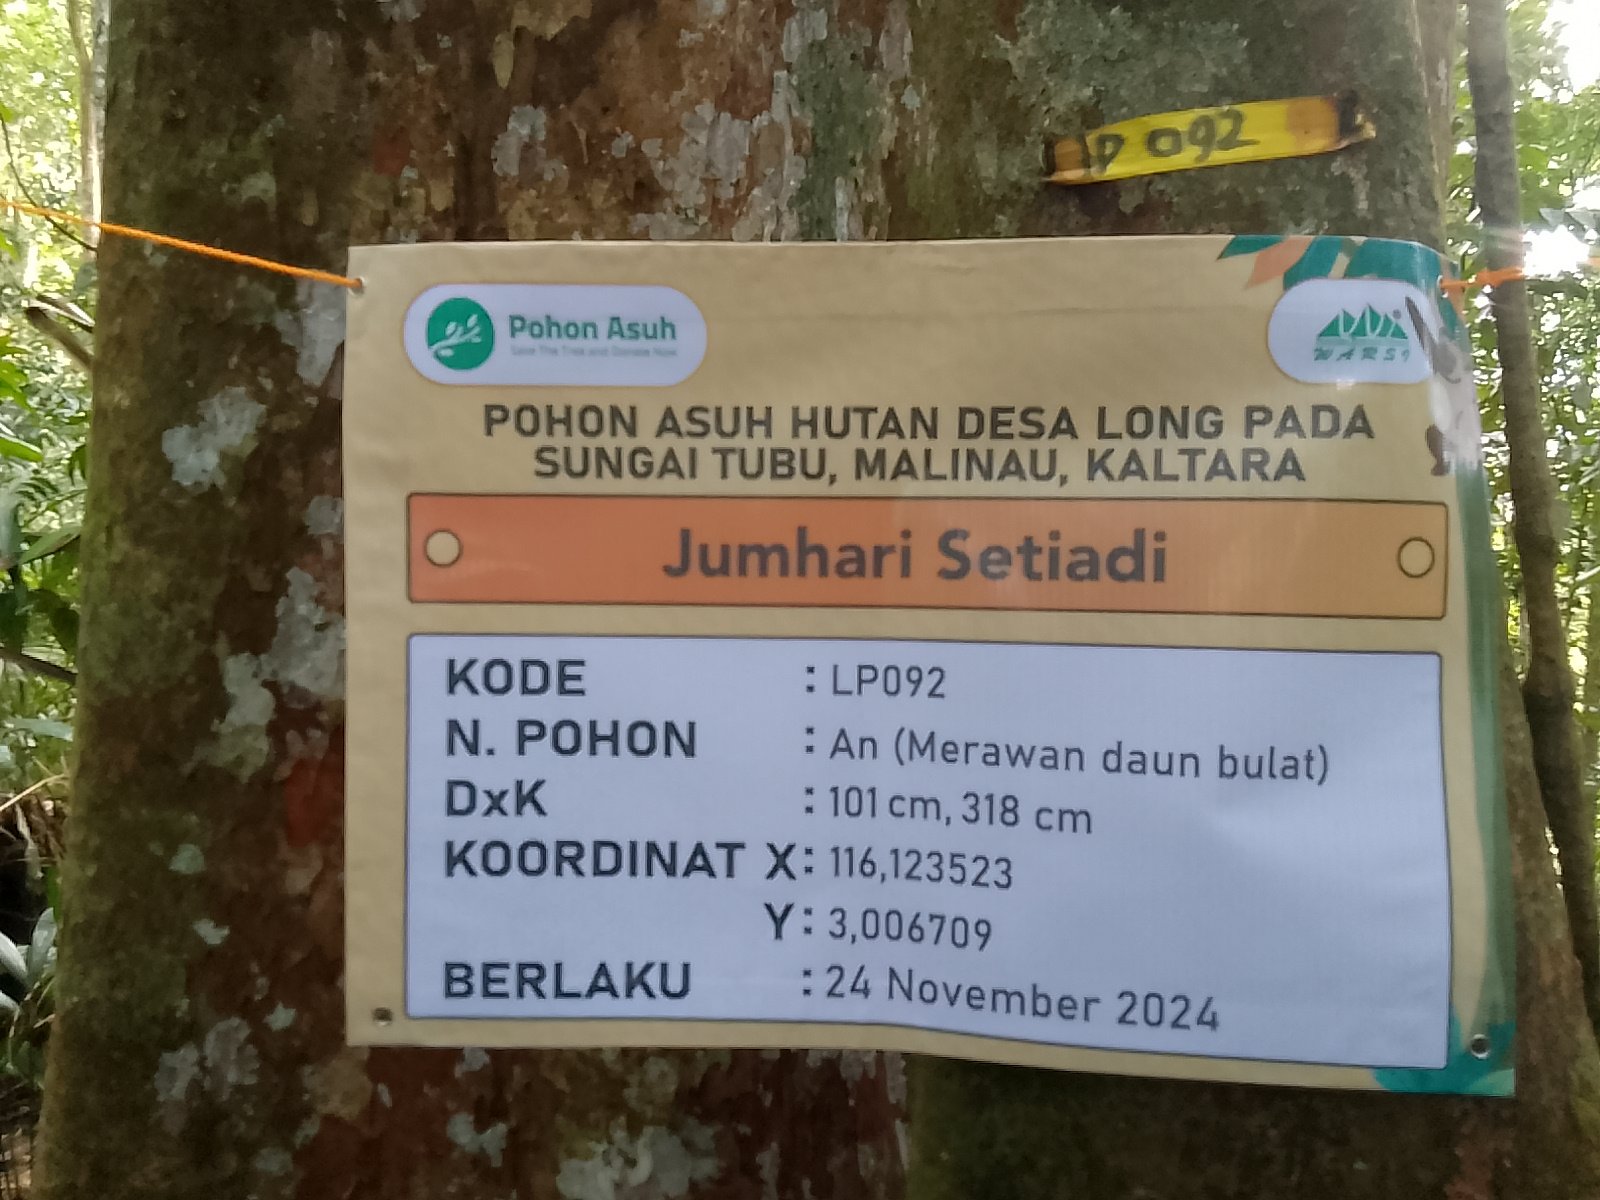 LP 092
Pohon Asuh
Save The Tree and Donate Now
WARSI
POHON ASUH HUTAN DESA LONG PADA
SUNGAI TUBU, MALINAU, KALTARA
Jumhari Setiadi
KODE : LP092
N. POHON : An (Merawan daun bulat)
DxK : 101 cm, 318 cm
KOORDINAT X: 116,123523
Y: 3,006709
BERLAKU : 24 November 2024